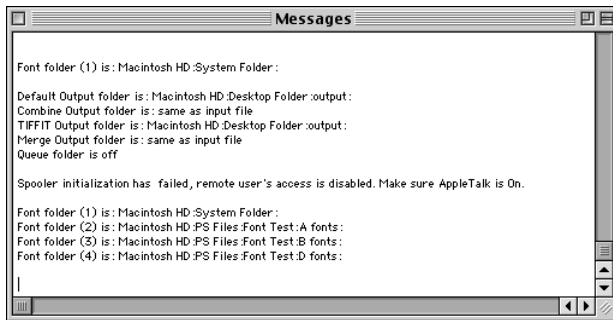 Messages
Font folder (1) is: Macintosh HD:System Folder:
Default Output folder is: Macintosh HD:Desktop Folder:output:
Combine Output folder is: same as input file
TIFFIT Output folder is: Macintosh HD:Desktop Folder:output:
Merge Output folder is: same as input file
Queue folder is off
Spooler initialization has failed, remote user's access is disabled. Make sure AppleTalk is On.
Font folder (1) is: Macintosh HD:System Folder:
Font folder (2) is: Macintosh HD:PS Files:Font Test:A fonts:
Font folder (3) is: Macintosh HD:PS Files:Font Test:B fonts:
Font folder (4) is: Macintosh HD:PS Files:Font Test:D fonts: